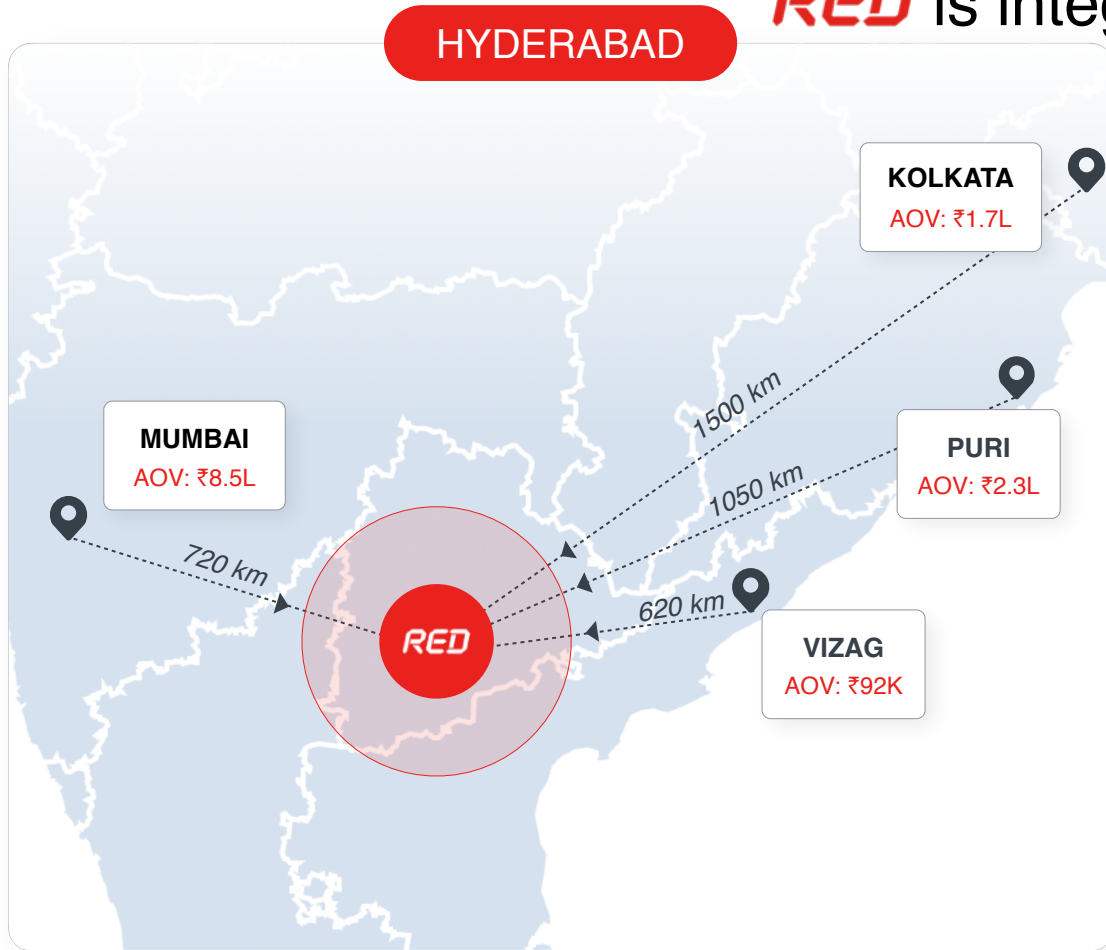 RED is integ
HYDERABAD
KOLKATA
AOV: ₹1.7L
1500 km
PURI
AOV: ₹2.3L
1050 km
MUMBAI
AOV: ₹8.5L
720 km
620 km
RED
VIZAG
AOV: ₹92K